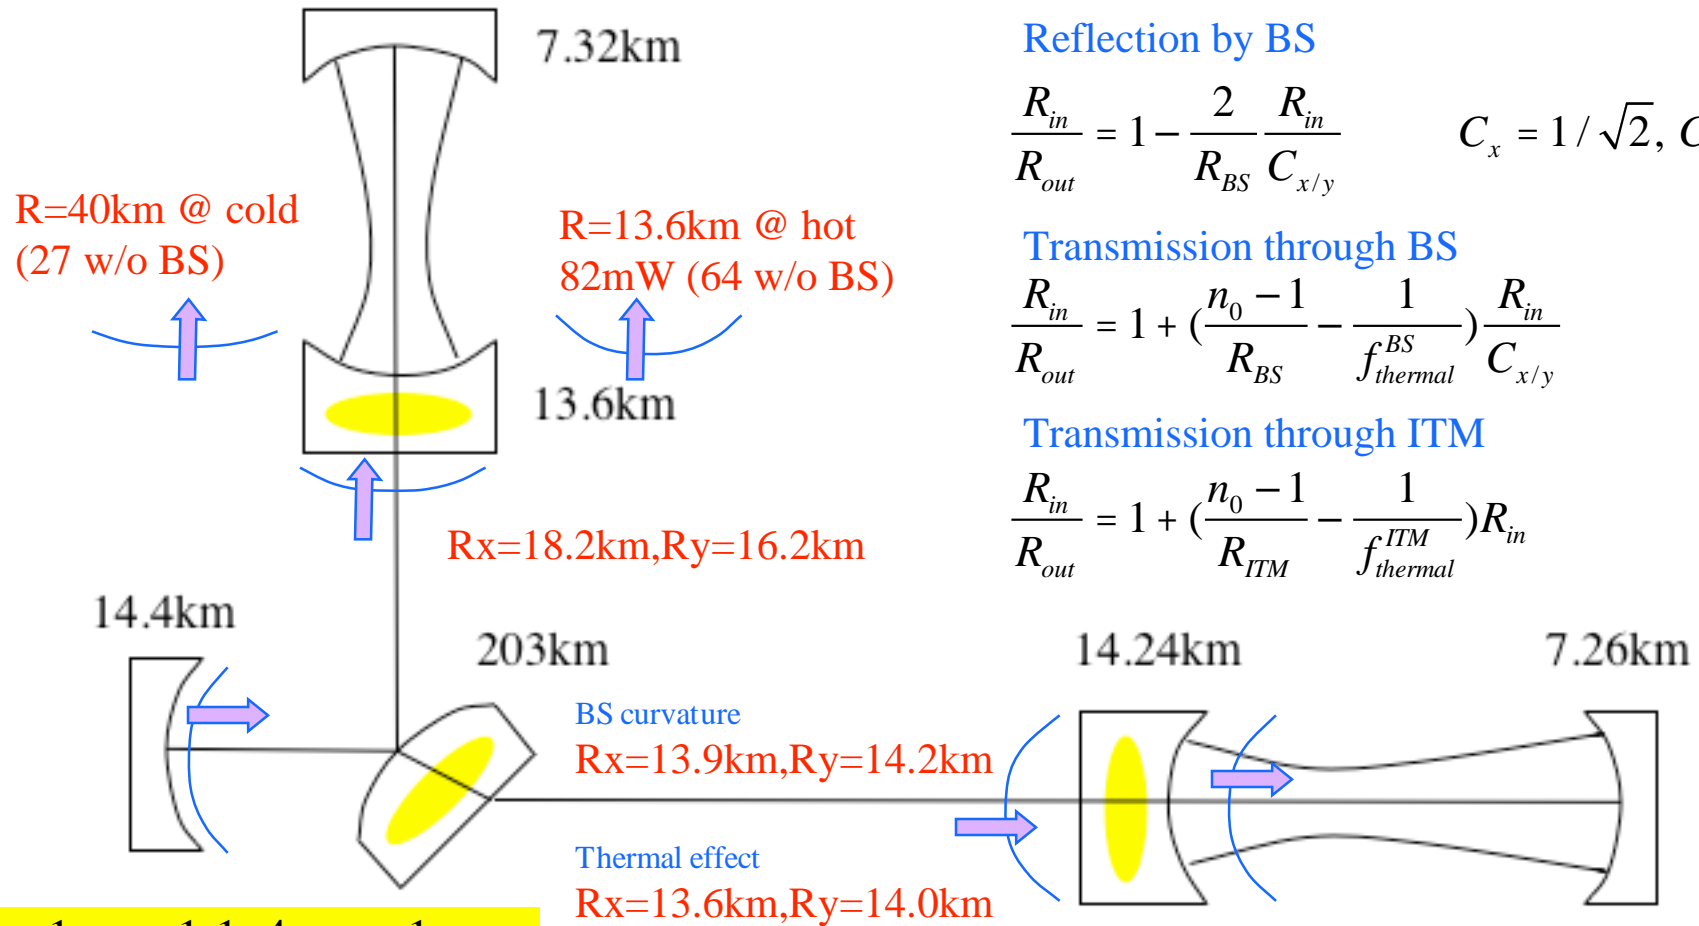 7.32km
Reflection by BS
R_in/R_out = 1 − 2/R_BS R_in/C_x/y
C_x = 1/√2, C
R=40km @ cold
(27 w/o BS)
R=13.6km @ hot
82mW (64 w/o BS)
Transmission through BS
R_in/R_out = 1 + (n_0 − 1/R_BS − 1/f_thermal^BS) R_in/C_x/y
13.6km
Transmission through ITM
R_in/R_out = 1 + (n_0 − 1/R_ITM − 1/f_thermal^ITM)R_in
Rx=18.2km,Ry=16.2km
14.4km
203km
14.24km
7.26km
BS curvature
Rx=13.9km,Ry=14.2km
Thermal effect
Rx=13.6km,Ry=14.0km